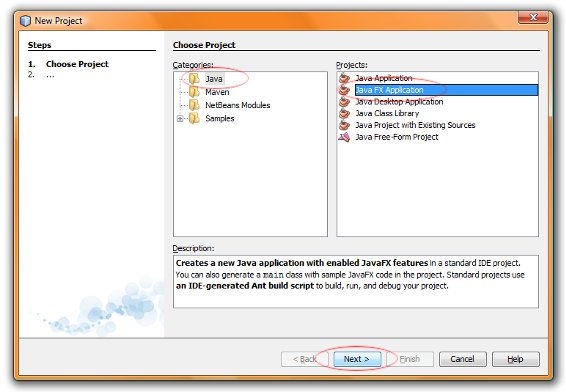 New Project
Steps
1. Choose Project
2. ...
Choose Project
Categories:
Java
Maven
NetBeans Modules
Samples
Projects:
Java Application
Java FX Application
Java Desktop Application
Java Class Library
Java Project with Existing Sources
Java Free-Form Project
Description:
Creates a new Java application with enabled JavaFX features in a standard IDE project.
You can also generate a main class with sample JavaFX code in the project. Standard projects use
an IDE-generated Ant build script to build, run, and debug your project.
< Back
Next >
Finish
Cancel
Help